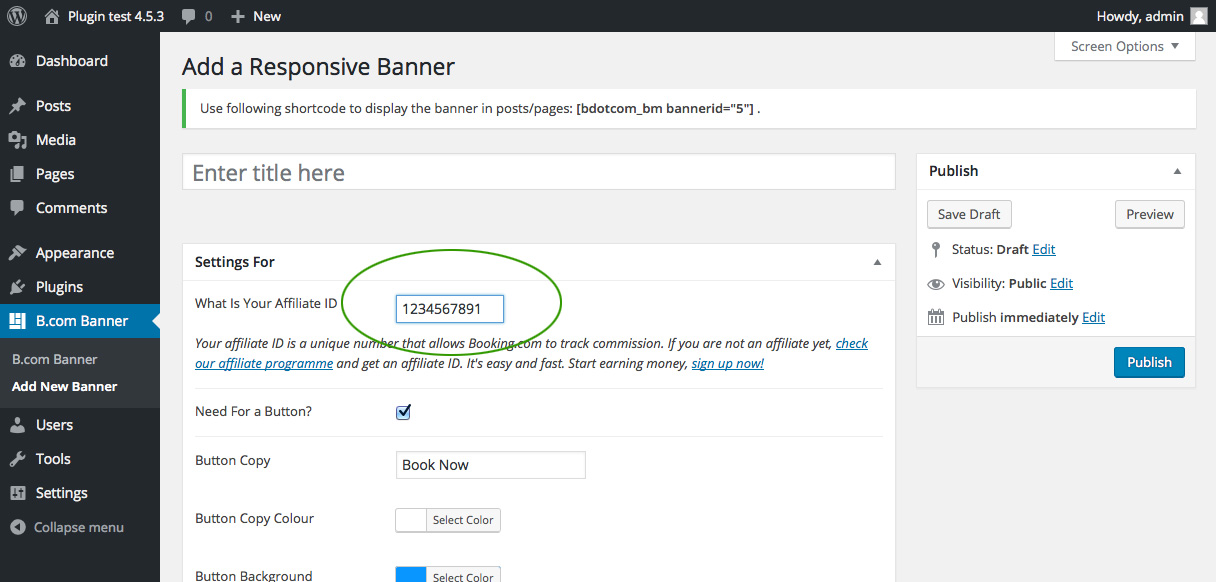 Plugin test 4.5.3 0 New Howdy, admin
Dashboard
Posts
Media
Pages
Comments
Appearance
Plugins
B.com Banner
B.com Banner
Add New Banner
Users
Tools
Settings
Collapse menu
Screen Options
Add a Responsive Banner
Use following shortcode to display the banner in posts/pages: [bdotcom_bm bannerid="5"] .
Enter title here
Settings For
What Is Your Affiliate ID 1234567891
Your affiliate ID is a unique number that allows Booking.com to track commission. If you are not an affiliate yet, check
our affiliate programme and get an affiliate ID. It's easy and fast. Start earning money, sign up now!
Need For a Button?
Button Copy Book Now
Button Copy Colour Select Color
Button Background Select Color
Publish
Save Draft Preview
Status: Draft Edit
Visibility: Public Edit
Publish immediately Edit
Publish